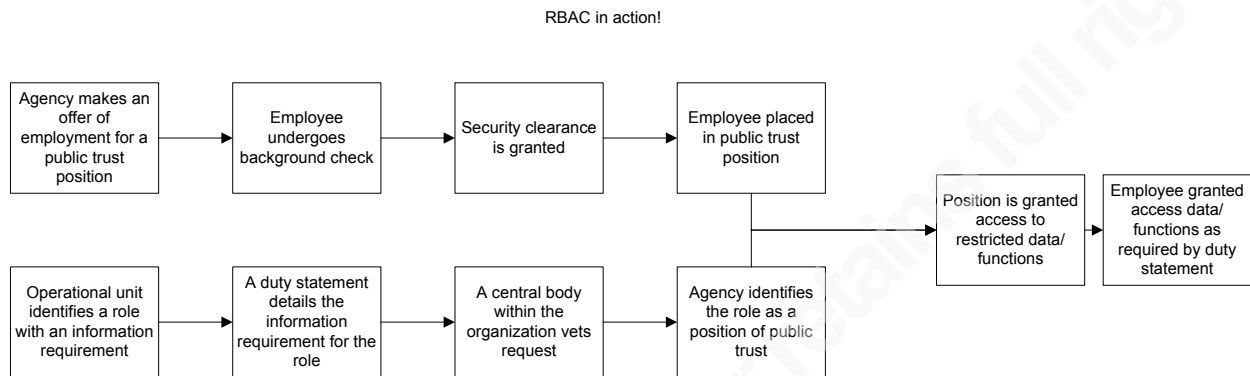 RBAC in action!
Agency makes an
offer of
employment for a
public trust
position
Employee
undergoes
background check
Security clearance
is granted
Employee placed
in public trust
position
Position is granted
access to
restricted data/
functions
Employee granted
access data/
functions as
required by duty
statement
Operational unit
identifies a role
with an information
requirement
A duty statement
details the
information
requirement for the
role
A central body
within the
organization vets
request
Agency identifies
the role as a
position of public
trust
retains full rig